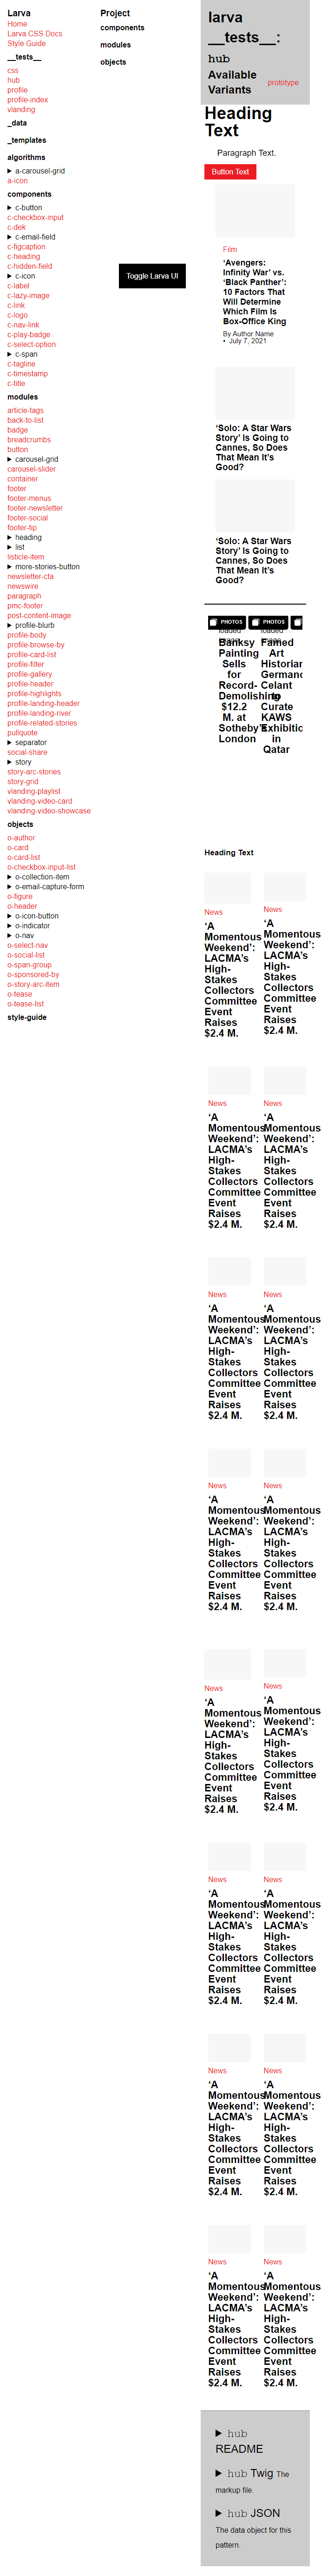 Larva
Home
Larva CSS Docs
Style Guide
__tests__
css
hub
profile
profile-index
vlanding
_data
_templates
algorithms
a-carousel-grid
a-icon
components
c-button
c-checkbox-input
c-dek
c-email-field
c-figcaption
c-heading
c-hidden-field
c-icon
c-label
c-lazy-image
c-link
c-logo
c-nav-link
c-play-badge
c-select-option
c-span
c-tagline
c-timestamp
c-title
modules
article-tags
back-to-list
badge
breadcrumbs
button
carousel-grid
carousel-slider
container
footer
footer-menus
footer-newsletter
footer-social
footer-tip
heading
list
listicle-item
more-stories-button
newsletter-cta
newswire
paragraph
pmc-footer
post-content-image
profile-blurb
profile-body
profile-browse-by
profile-card-list
profile-filter
profile-gallery
profile-header
profile-highlights
profile-landing-header
profile-landing-river
profile-related-stories
pullquote
separator
social-share
story
story-arc-stories
story-grid
vlanding-playlist
vlanding-video-card
vlanding-video-showcase
objects
o-author
o-card
o-card-list
o-checkbox-input-list
o-collection-item
o-email-capture-form
o-figure
o-header
o-icon-button
o-indicator
o-nav
o-select-nav
o-social-list
o-span-group
o-sponsored-by
o-story-arc-item
o-tease
o-tease-list
style-guide
Project
components
modules
objects
Toggle Larva UI
larva
__tests__:
hub
Available
Variants
prototype
Heading
Text
Paragraph Text.
Button Text
Film
‘Avengers:
Infinity War’ vs.
‘Black Panther’:
10 Factors That
Will Determine
Which Film Is
Box-Office King
By Author Name
• July 7, 2021
‘Solo: A Star Wars
Story’ Is Going to
Cannes, So Does
That Mean It’s
Good?
‘Solo: A Star Wars
Story’ Is Going to
Cannes, So Does
That Mean It’s
Good?
PHOTOS
loaded
Banksy
Painting
Sells
for
Record-
Demolishing
$12.2
M. at
Sotheby’s
London
PHOTOS
loaded
Famed
Art
Historian
Germano
Celant
to
Curate
KAWS
Exhibition
in
Qatar
Heading Text
News
‘A
Momentous
Weekend’:
LACMA’s
High-
Stakes
Collectors
Committee
Event
Raises
$2.4 M.
News
‘A
Momentous
Weekend’:
LACMA’s
High-
Stakes
Collectors
Committee
Event
Raises
$2.4 M.
News
‘A
Momentous
Weekend’:
LACMA’s
High-
Stakes
Collectors
Committee
Event
Raises
$2.4 M.
News
‘A
Momentous
Weekend’:
LACMA’s
High-
Stakes
Collectors
Committee
Event
Raises
$2.4 M.
News
‘A
Momentous
Weekend’:
LACMA’s
High-
Stakes
Collectors
Committee
Event
Raises
$2.4 M.
News
‘A
Momentous
Weekend’:
LACMA’s
High-
Stakes
Collectors
Committee
Event
Raises
$2.4 M.
News
‘A
Momentous
Weekend’:
LACMA’s
High-
Stakes
Collectors
Committee
Event
Raises
$2.4 M.
News
‘A
Momentous
Weekend’:
LACMA’s
High-
Stakes
Collectors
Committee
Event
Raises
$2.4 M.
News
‘A
Momentous
Weekend’:
LACMA’s
High-
Stakes
Collectors
Committee
Event
Raises
$2.4 M.
News
‘A
Momentous
Weekend’:
LACMA’s
High-
Stakes
Collectors
Committee
Event
Raises
$2.4 M.
News
‘A
Momentous
Weekend’:
LACMA’s
High-
Stakes
Collectors
Committee
Event
Raises
$2.4 M.
News
‘A
Momentous
Weekend’:
LACMA’s
High-
Stakes
Collectors
Committee
Event
Raises
$2.4 M.
News
‘A
Momentous
Weekend’:
LACMA’s
High-
Stakes
Collectors
Committee
Event
Raises
$2.4 M.
News
‘A
Momentous
Weekend’:
LACMA’s
High-
Stakes
Collectors
Committee
Event
Raises
$2.4 M.
News
‘A
Momentous
Weekend’:
LACMA’s
High-
Stakes
Collectors
Committee
Event
Raises
$2.4 M.
News
‘A
Momentous
Weekend’:
LACMA’s
High-
Stakes
Collectors
Committee
Event
Raises
$2.4 M.
hub
README
hub Twig The
markup file.
hub JSON
The data object for this
pattern.